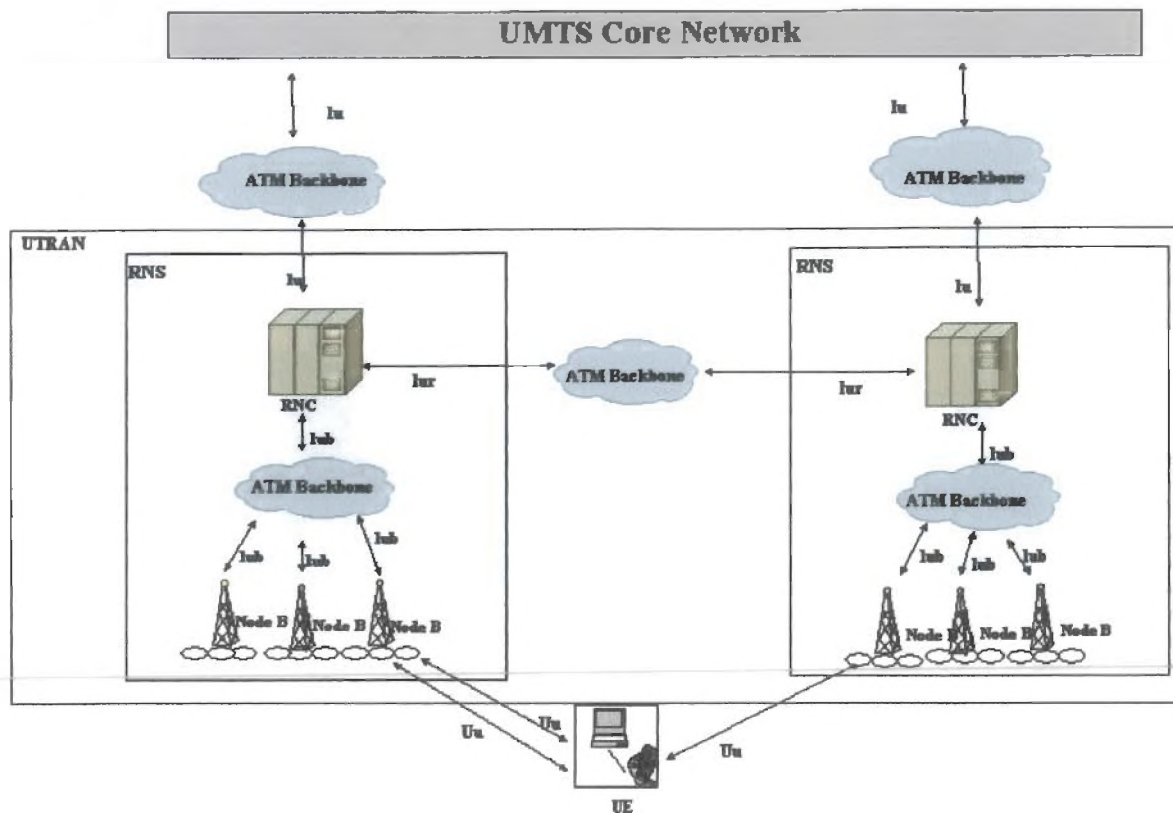 UMTS Core Network
Iu
Iu
ATM Backbone
ATM Backbone
UTRAN
RNS
RNS
Iu
Iu
ATM Backbone
Iur
Iur
RNC
RNC
Iub
Iub
ATM Backbone
ATM Backbone
Iub
Iub
Iub
Iub
Iub
Iub
Node B
Node B
Node B
Node B
Node B
Node B
Uu
Uu
Uu
UE